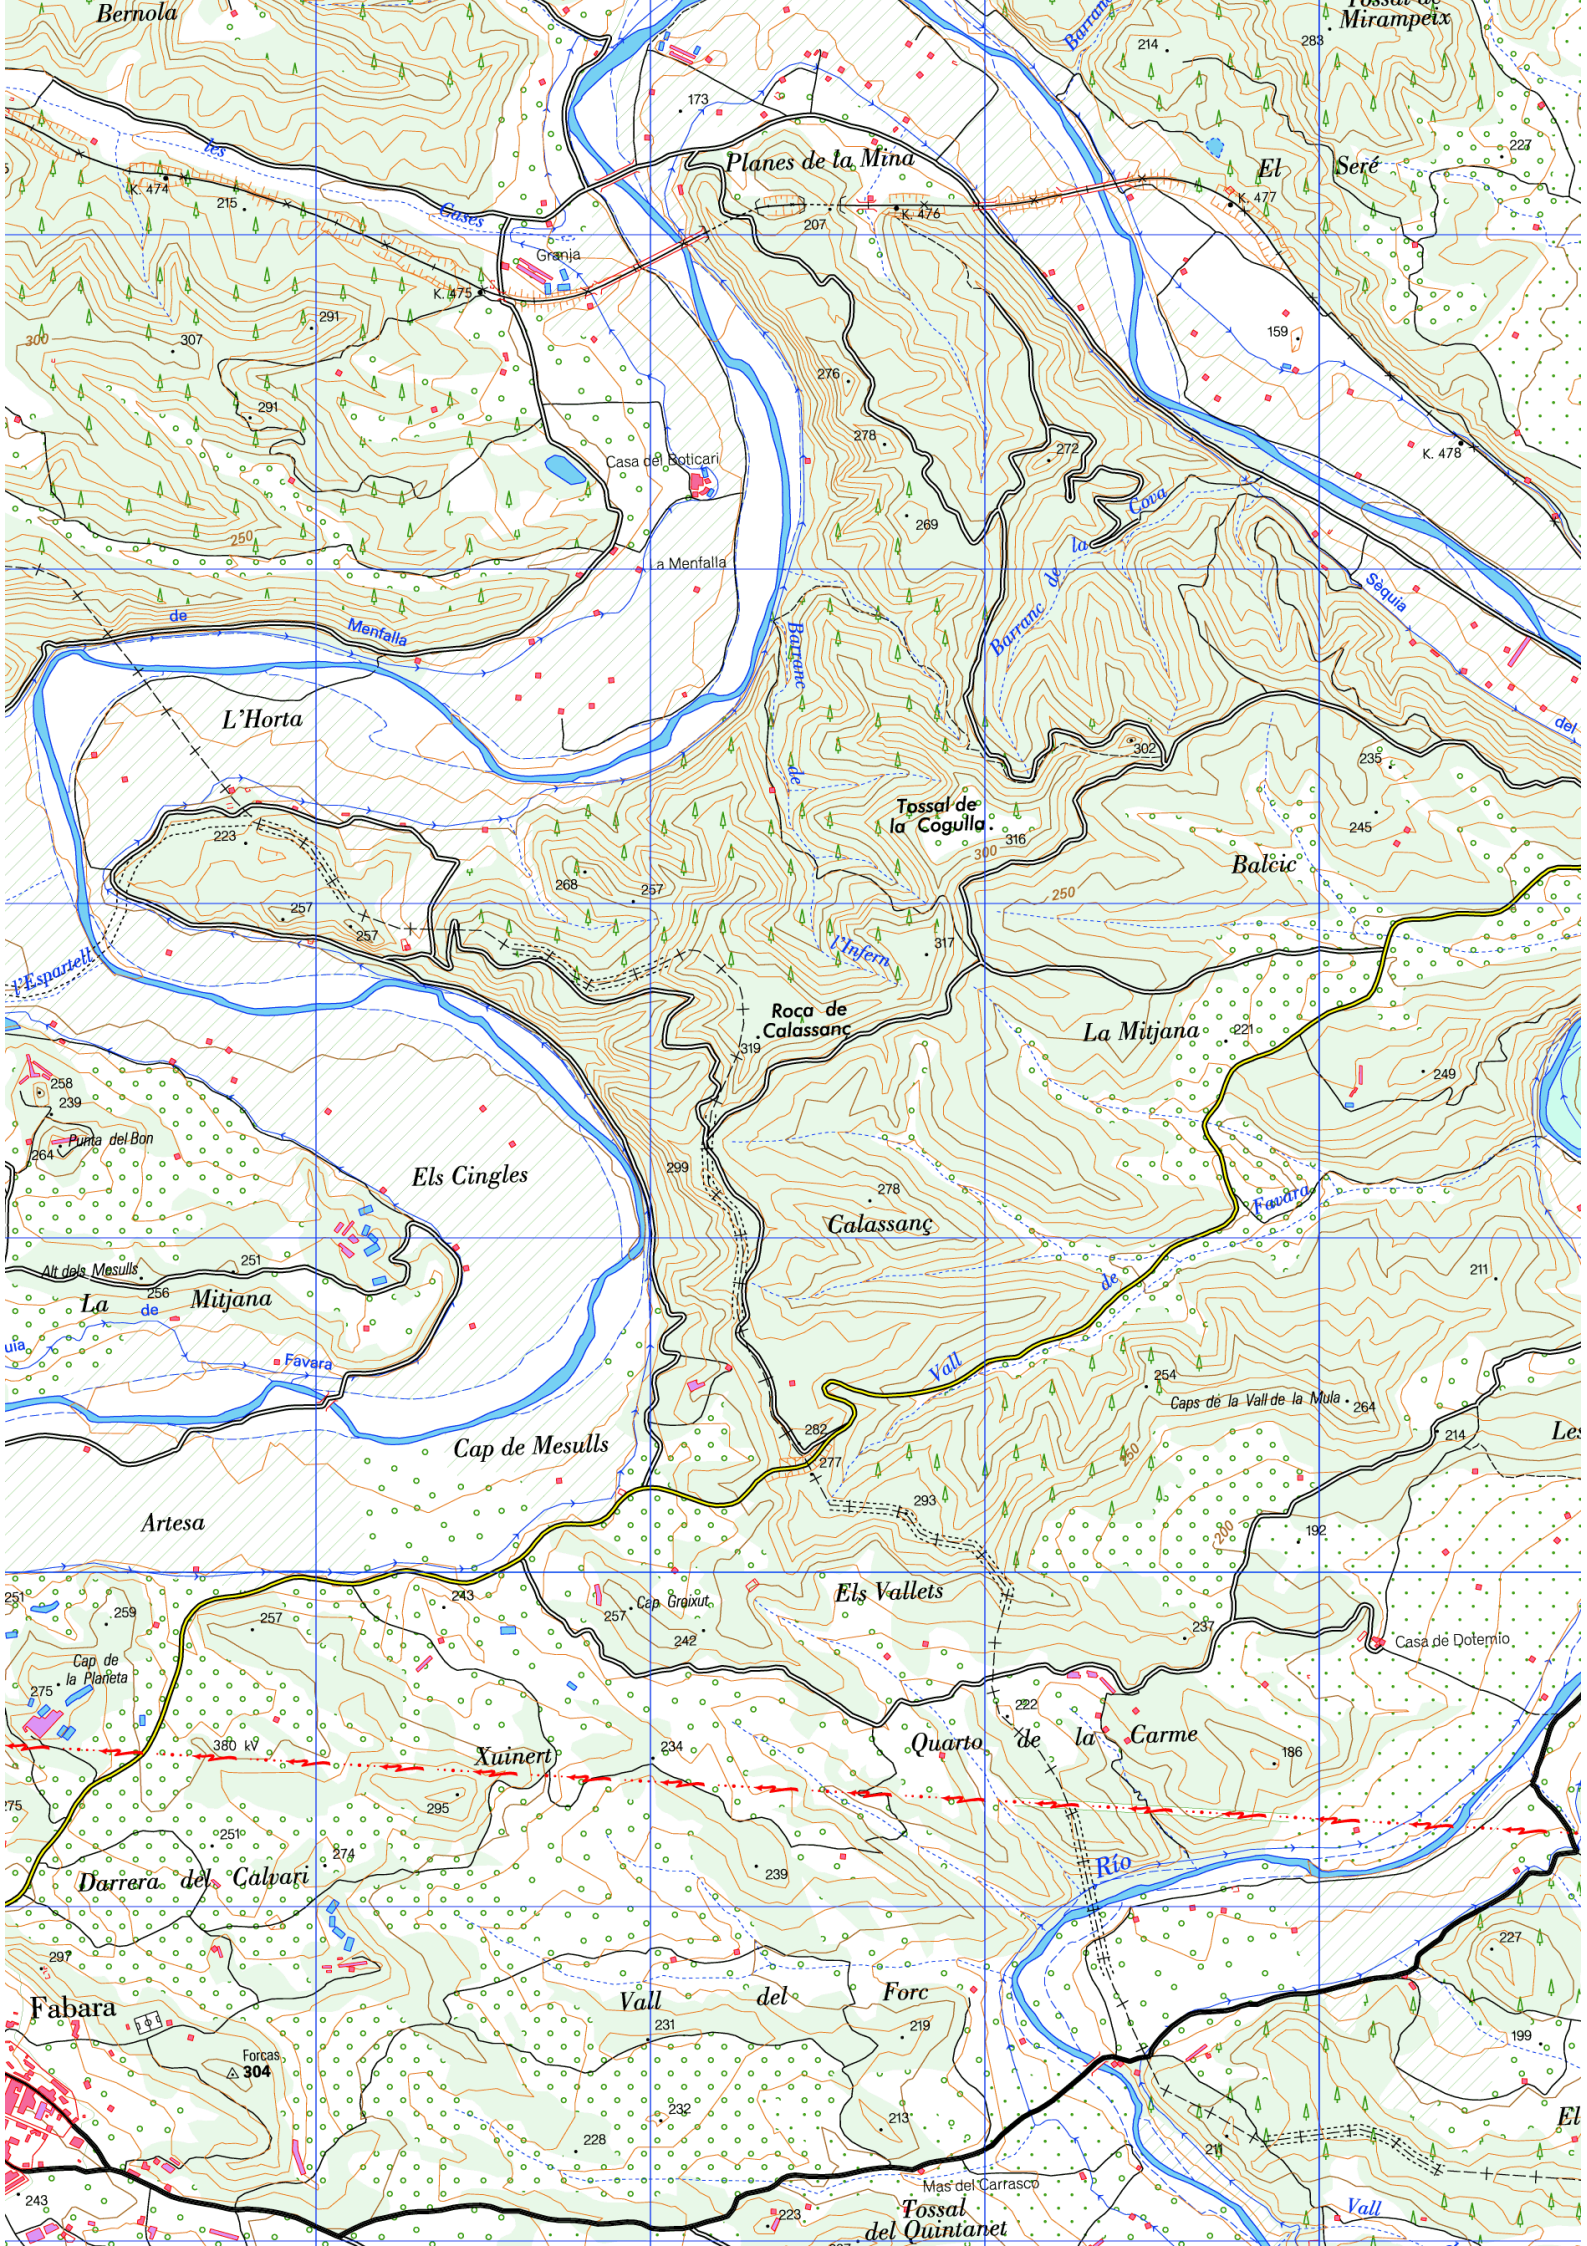 Bernola
Tossal de
Mirampeix
283
214
Barranc
173
tes
Planes de la Mina
El Seré
227
K. 474
215
Gases
207
K. 476
K. 477
Granja
K. 475
291
300
307
159
276
291
278
272
K. 478
Casa del Boticari
250
269
Cova
la
de
Barranc
La Menfalla
Sèquia
de
Menfalla
Barranc
L'Horta
del
302
235
de
Tossal de
la Cogulla
316
245
223
300
Balcic
268
257
250
257
257
l'Infern
317
l'Espartell
Roca de
Calassanç
La Mitjana
221
319
249
258
239
Punta del Bon
264
Els Cingles
299
278
Favara
Calassanç
Alt dels Mesulls
251
211
256
La Mitjana
de
de
uia
Favara
Vall
254
Caps de la Vall de la Mula
264
282
214
Les
Cap de Mesulls
277
250
293
Artesa
200
192
251
259
257
243
257
Cap Groixut
Els Vallets
242
237
Casa de Dotemio
Cap de
la Planeta
275
222
Quarto de la Carme
380 kV
Xuinert
234
186
275
295
251
274
239
Río
Darrera del Calvari
297
227
Fabara
Vall del Forc
231
219
199
Forcas
304
232
213
El
228
211
243
Mas del Carrasco
Vall
223
Tossal
del Quintanet